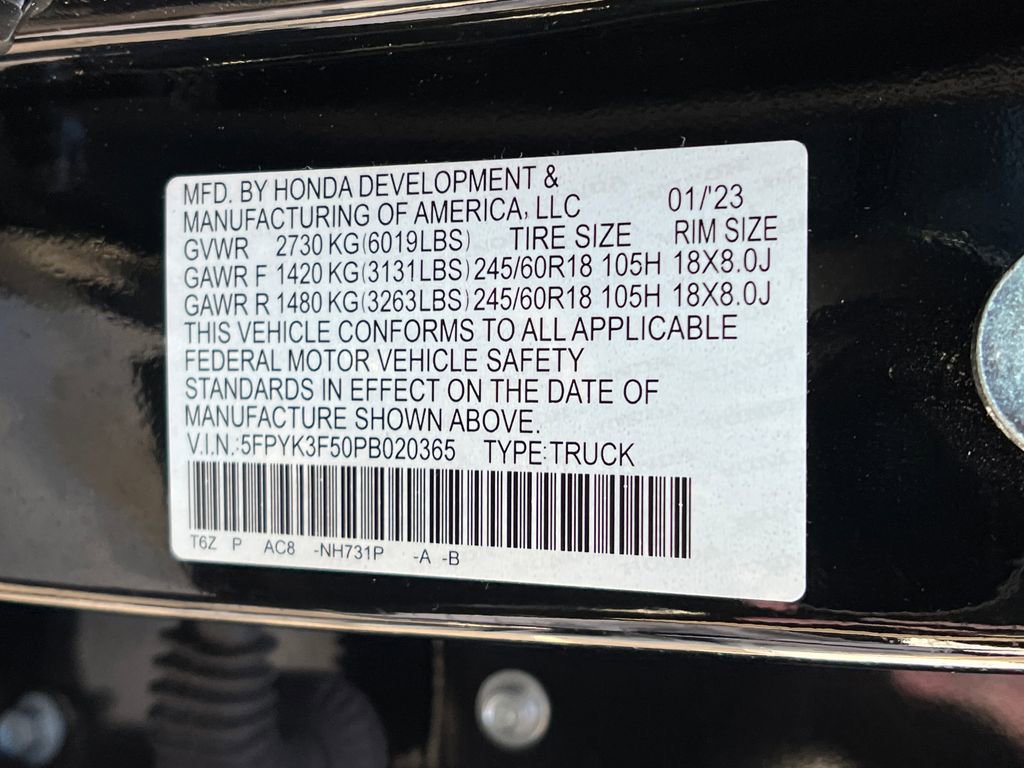 MFD. BY HONDA DEVELOPMENT &
MANUFACTURING OF AMERICA, LLC 01/'23
GVWR 2730 KG(6019LBS) TIRE SIZE RIM SIZE
GAWR F 1420 KG(3131LBS) 245/60R18 105H 18X8.0J
GAWR R 1480 KG(3263LBS) 245/60R18 105H 18X8.0J
THIS VEHICLE CONFORMS TO ALL APPLICABLE
FEDERAL MOTOR VEHICLE SAFETY
STANDARDS IN EFFECT ON THE DATE OF
MANUFACTURE SHOWN ABOVE.
V.I.N.:5FPYK3F50PB020365 TYPE:TRUCK
T6Z P AC8 -NH731P -A -B